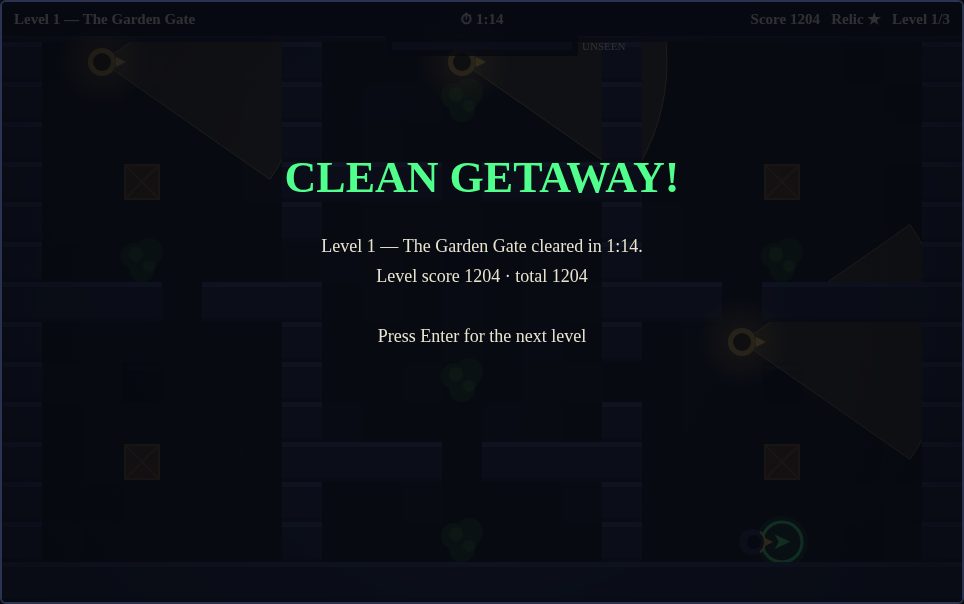 Level 1 — The Garden Gate
⏱ 1:14
Score 1204 Relic ★ Level 1/3
UNSEEN
CLEAN GETAWAY!
Level 1 — The Garden Gate cleared in 1:14.
Level score 1204 · total 1204
Press Enter for the next level